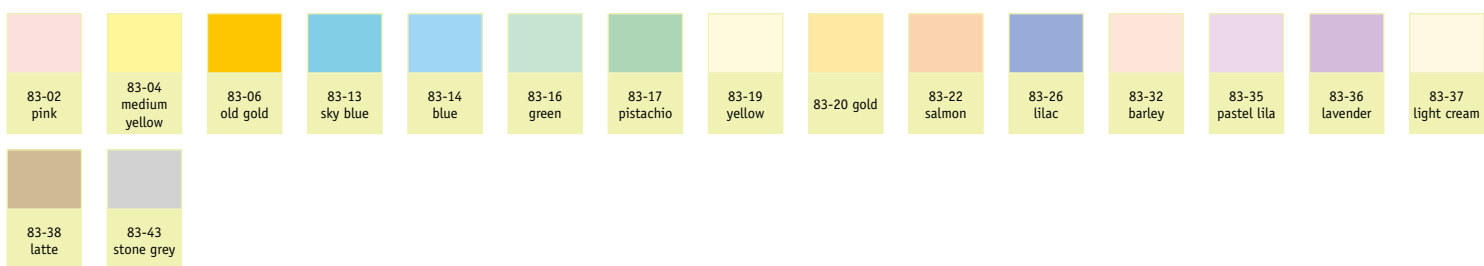 83-02
pink
83-04
medium
yellow
83-06
old gold
83-13
sky blue
83-14
blue
83-16
green
83-17
pistachio
83-19
yellow
83-20 gold
83-22
salmon
83-26
lilac
83-32
barley
83-35
pastel lila
83-36
lavender
83-37
light cream
83-38
latte
83-43
stone grey